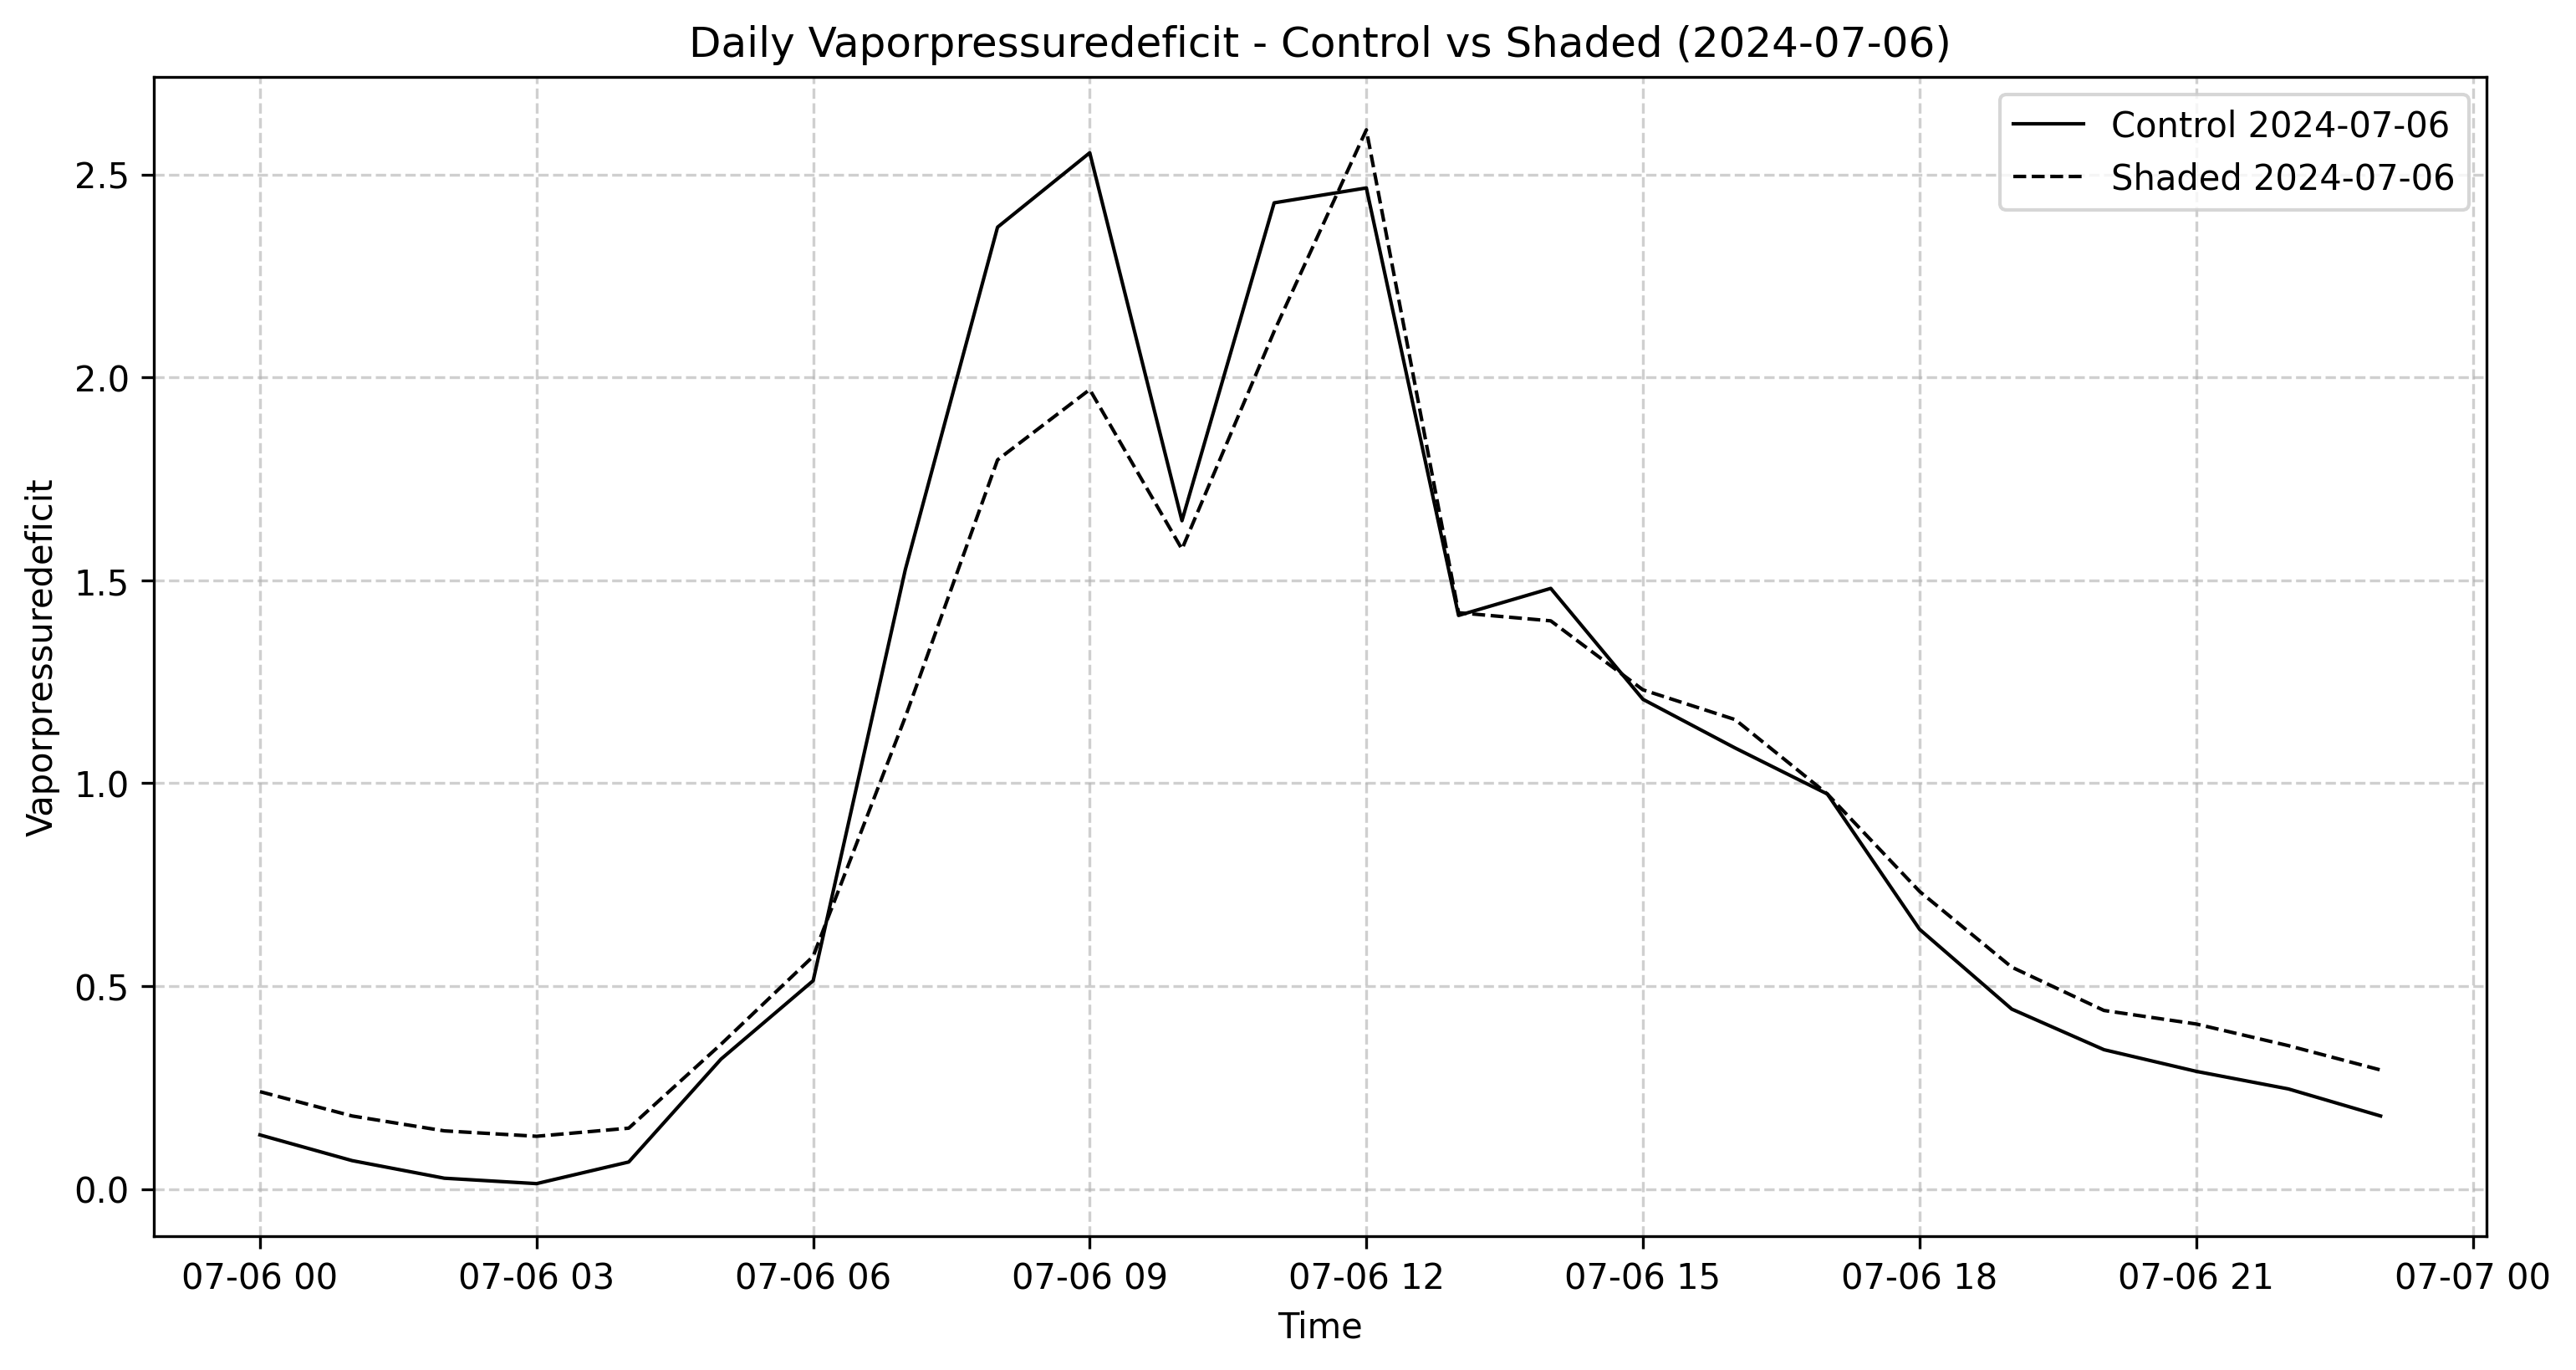 Daily Vaporpressuredeficit - Control vs Shaded (2024-07-06)
Control 2024-07-06
Shaded 2024-07-06
Vaporpressuredeficit
2.5
2.0
1.5
1.0
0.5
0.0
07-06 00 07-06 03 07-06 06 07-06 09 07-06 12 07-06 15 07-06 18 07-06 21 07-07 00
Time